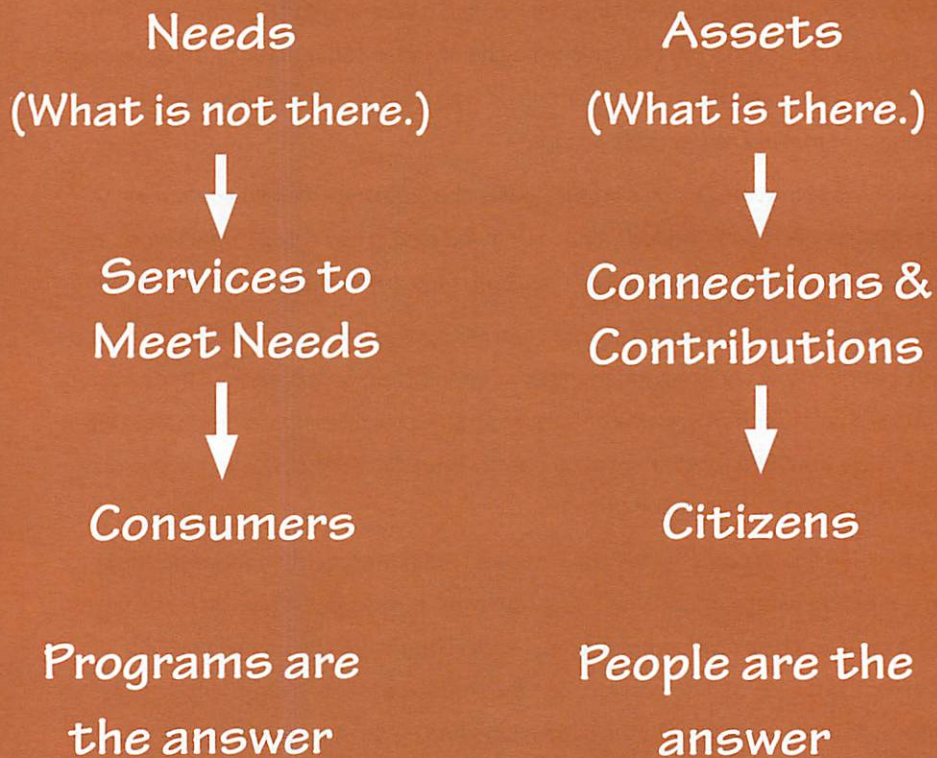 Needs
(What is not there.)
Services to
Meet Needs
Consumers
Programs are
the answer
Assets
(What is there.)
Connections &
Contributions
Citizens
People are the
answer